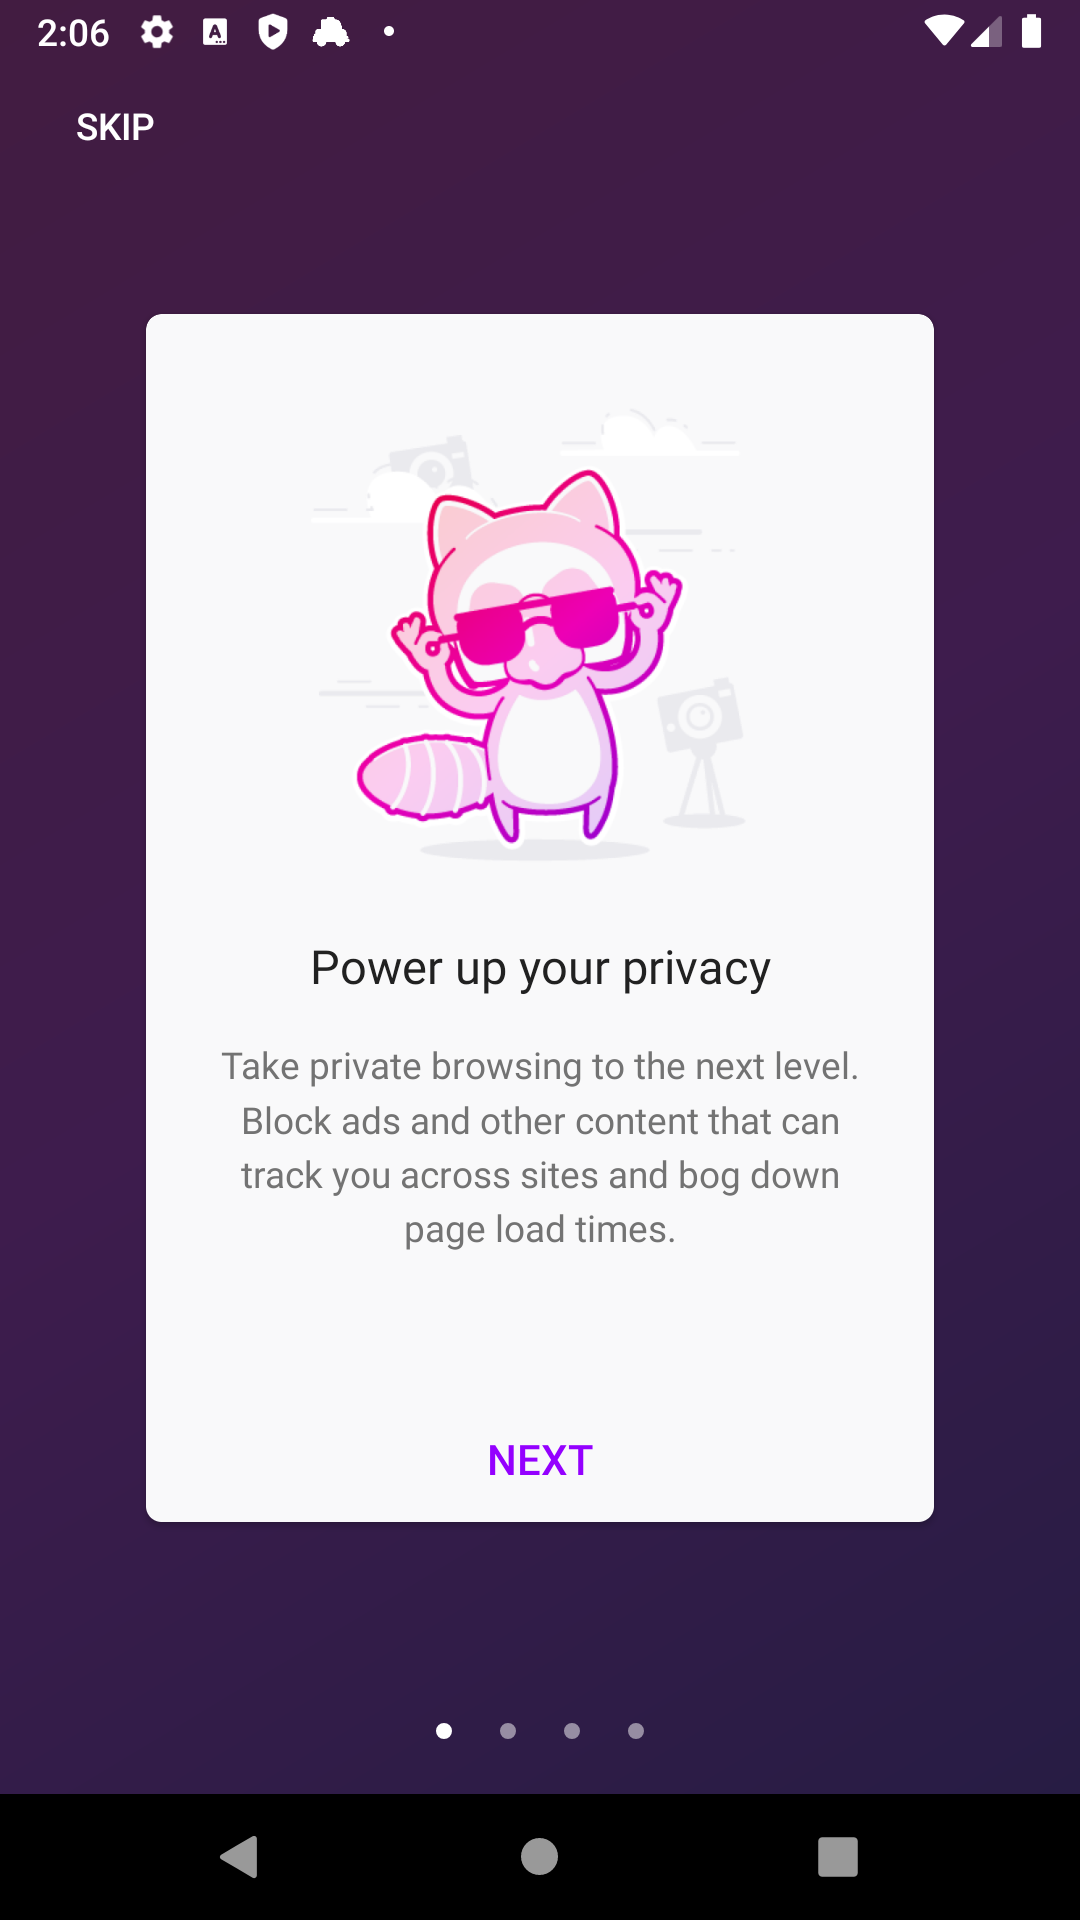 2:06
SKIP
Power up your privacy
Take private browsing to the next level.
Block ads and other content that can
track you across sites and bog down
page load times.
NEXT